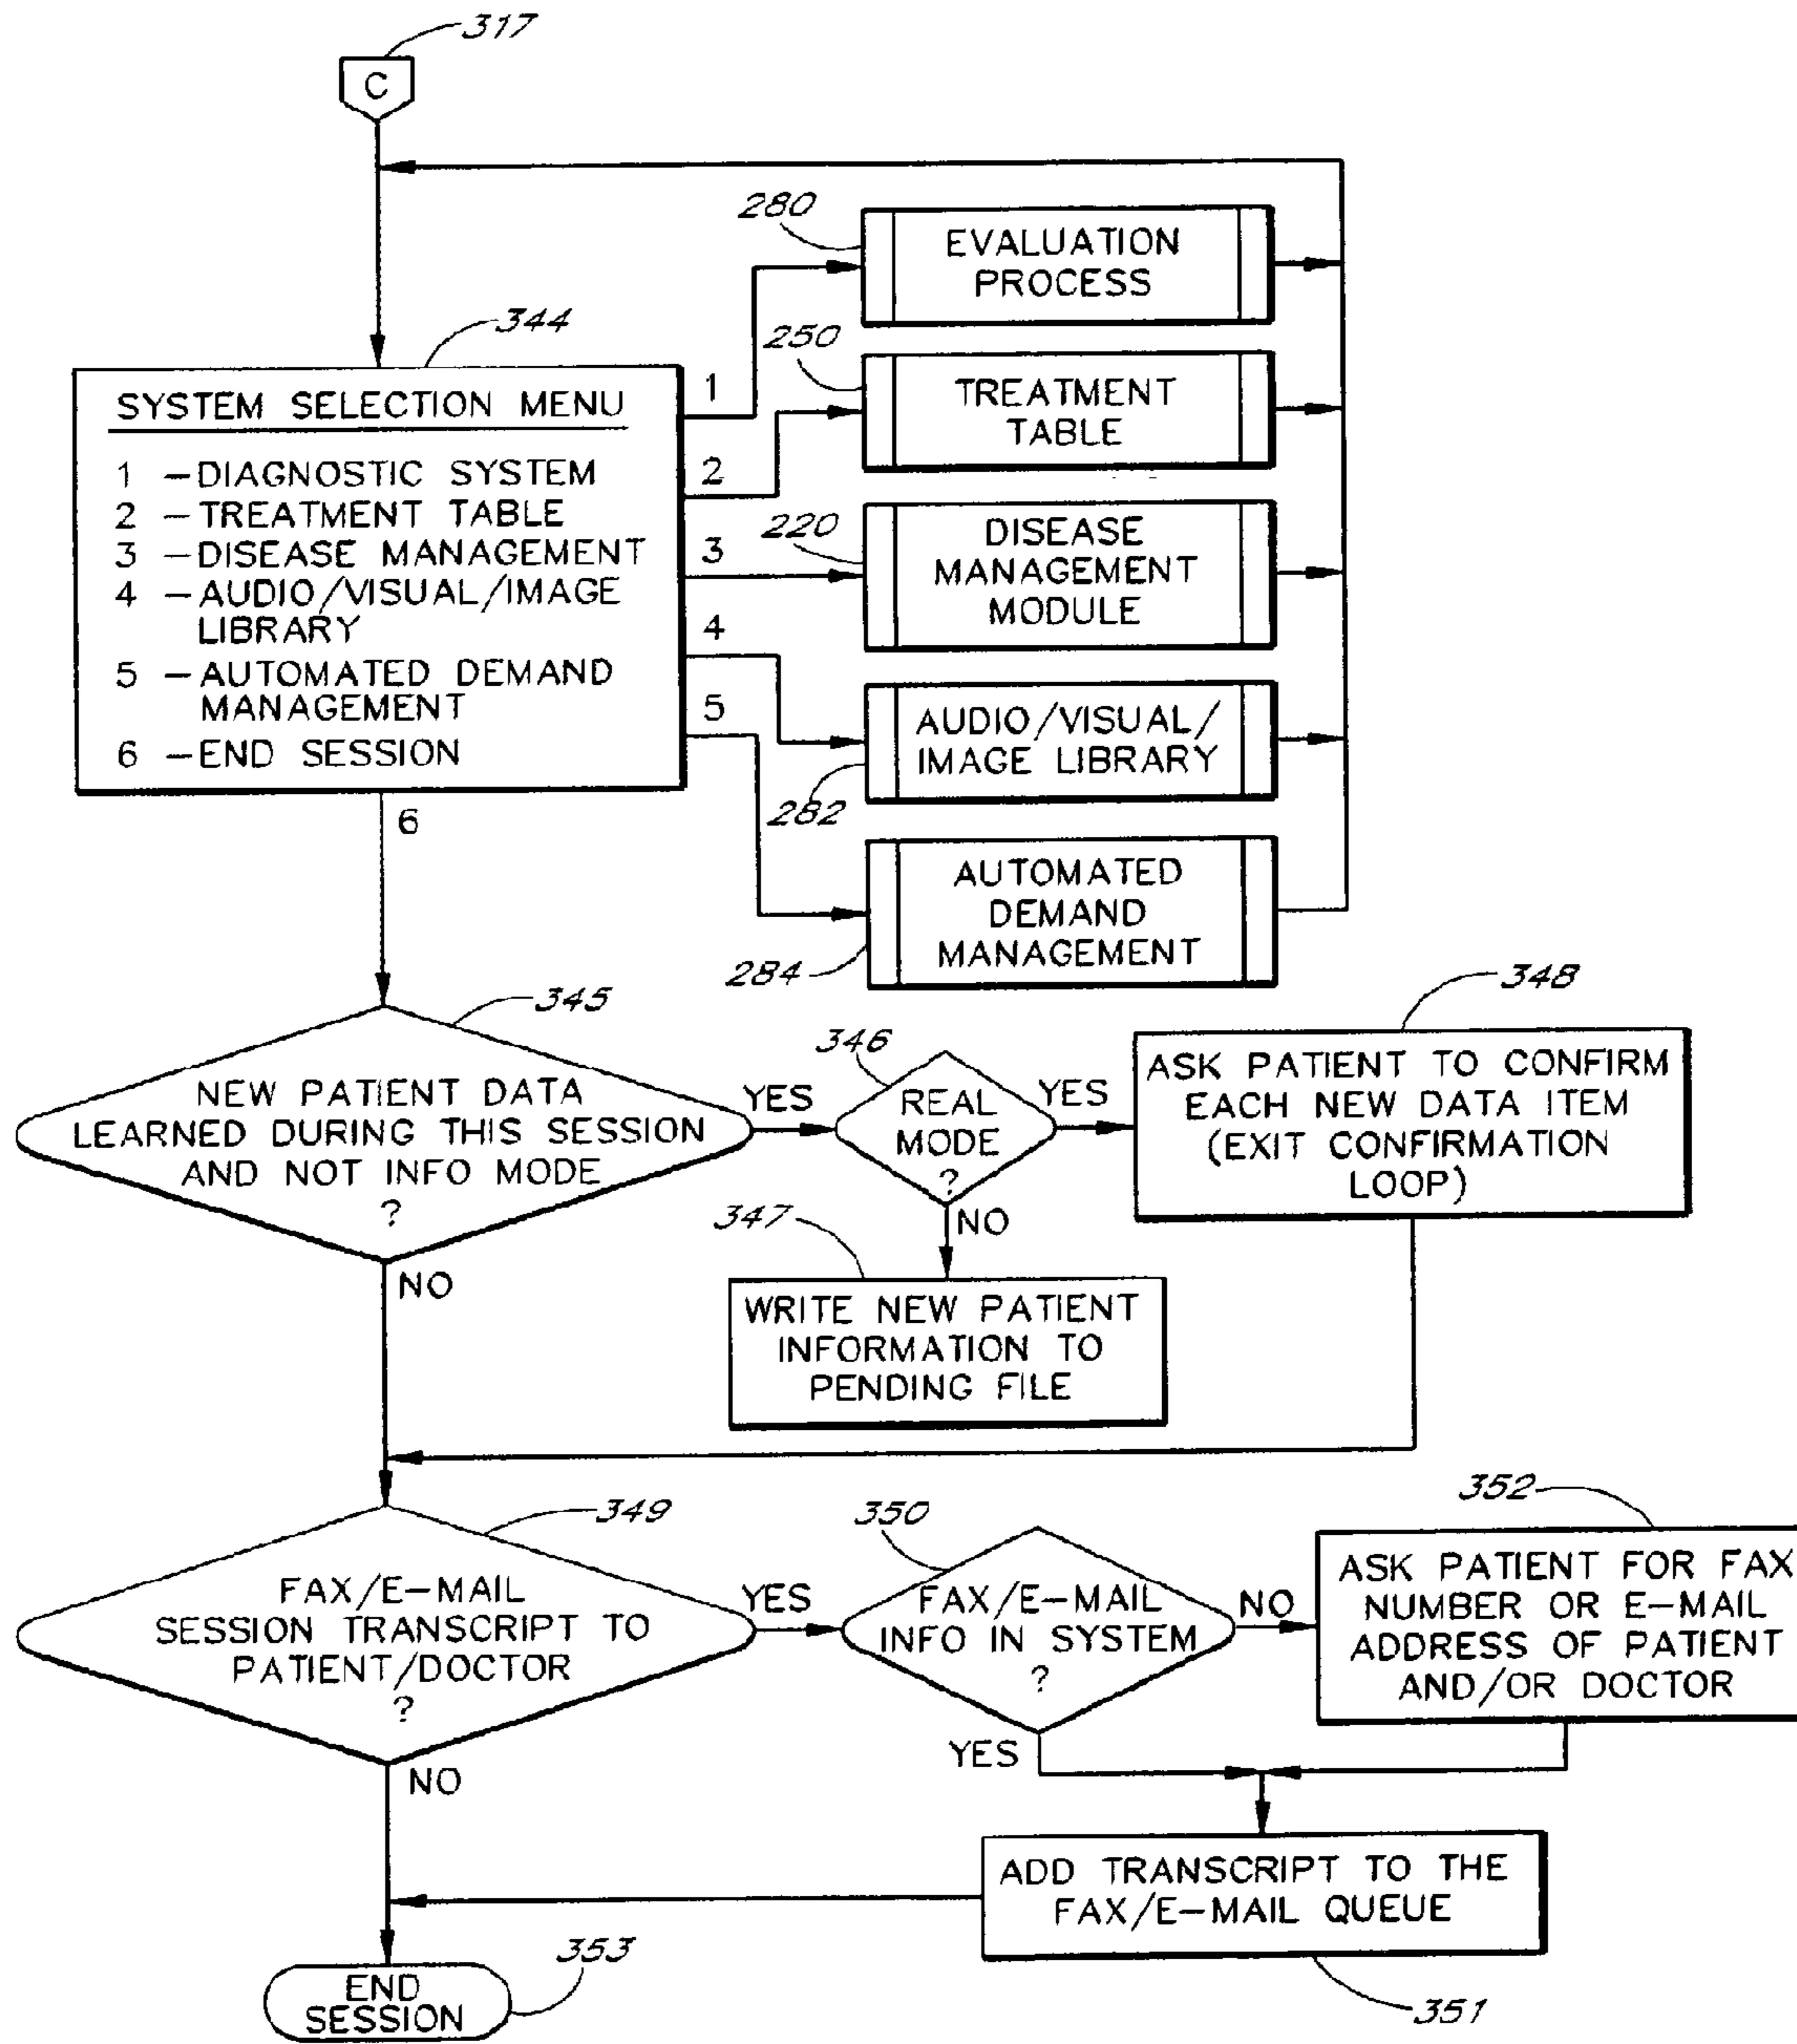 317
C
280
EVALUATION
PROCESS
344
250
SYSTEM SELECTION MENU
1
TREATMENT
TABLE
1 -DIAGNOSTIC SYSTEM
2 -TREATMENT TABLE
3 -DISEASE MANAGEMENT
4 -AUDIO/VISUAL/IMAGE
LIBRARY
5 -AUTOMATED DEMAND
MANAGEMENT
6 -END SESSION
2
220
3
DISEASE
MANAGEMENT
MODULE
4
5
AUDIO/VISUAL/
IMAGE LIBRARY
282
6
AUTOMATED
DEMAND
MANAGEMENT
284
345
NEW PATIENT DATA
LEARNED DURING THIS SESSION
AND NOT INFO MODE
?
YES
346
REAL
MODE
?
YES
348
ASK PATIENT TO CONFIRM
EACH NEW DATA ITEM
(EXIT CONFIRMATION
LOOP)
NO
347
NO
WRITE NEW PATIENT
INFORMATION TO
PENDING FILE
349
FAX/E-MAIL
SESSION TRANSCRIPT TO
PATIENT/DOCTOR
?
YES
350
FAX/E-MAIL
INFO IN SYSTEM
?
NO
352
ASK PATIENT FOR FAX
NUMBER OR E-MAIL
ADDRESS OF PATIENT
AND/OR DOCTOR
YES
NO
ADD TRANSCRIPT TO THE
FAX/E-MAIL QUEUE
351
353
END
SESSION